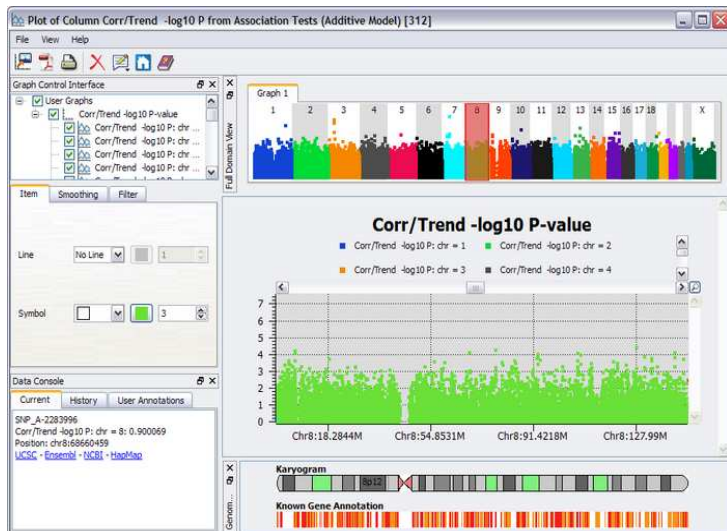 Plot of Column Corr/Trend -log10 P from Association Tests (Additive Model) [312]
File View Help
Graph Control Interface
User Graphs
Corr/Trend -log10 P-value
Corr/Trend -log10 P: chr ...
Corr/Trend -log10 P: chr ...
Corr/Trend -log10 P: chr ...
Item Smoothing Filter
Line No Line 1
Symbol 3
Data Console
Current History User Annotations
SNP_A-2283996
Corr/Trend -log10 P: chr = 8: 0.900069
Position: chr8:68660459
UCSC - Ensembl - NCBI - HapMap
Full Domain View
Graph 1
1 2 3 4 5 6 7 8 9 10 11 12 13 14 15 16 17 18 X
Corr/Trend -log10 P-value
Corr/Trend -log10 P: chr = 1 Corr/Trend -log10 P: chr = 2
Corr/Trend -log10 P: chr = 3 Corr/Trend -log10 P: chr = 4
7
6
5
4
3
2
1
0
Chr8:18.2844M Chr8:54.8531M Chr8:91.4218M Chr8:127.99M
Genom...
Karyogram
8p12
Known Gene Annotation